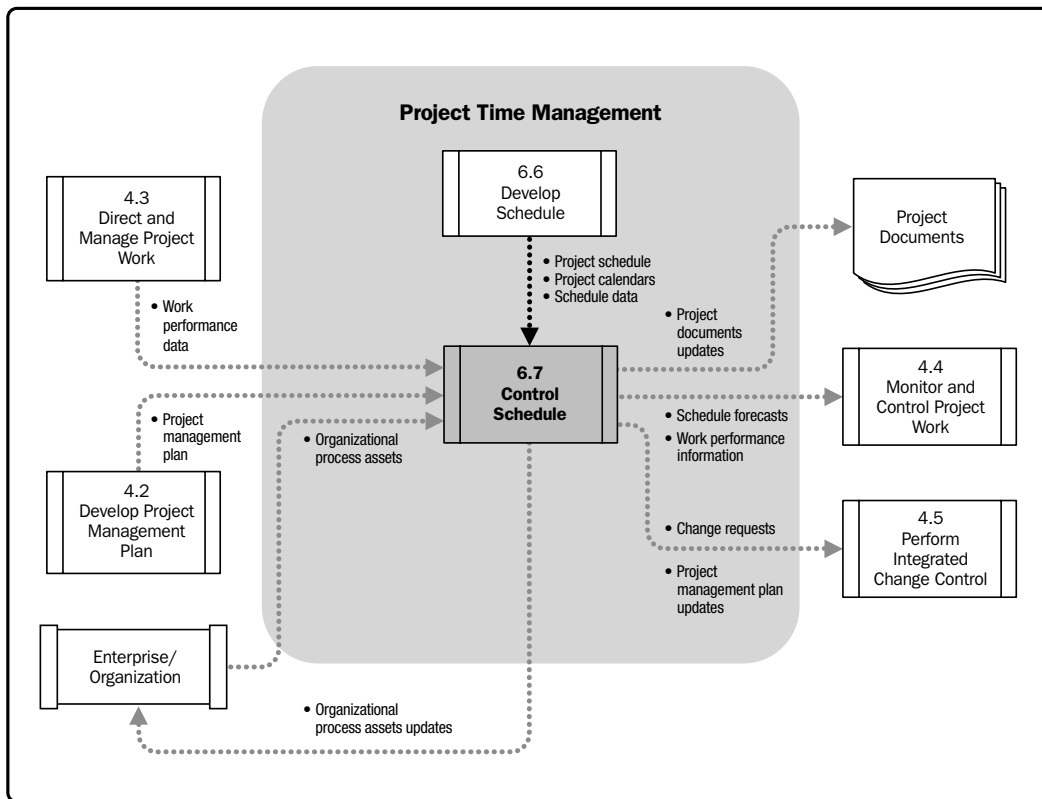 Project Time Management
6.6
Develop
Schedule
4.3
Direct and
Manage Project
Work
Project
Documents
• Project schedule
• Project calendars
• Schedule data
• Work
performance
data
• Project
documents
updates
6.7
Control
Schedule
4.4
Monitor and
Control Project
Work
• Project
management
plan
• Organizational
process assets
• Schedule forecasts
• Work performance
information
4.2
Develop Project
Management
Plan
• Change requests
• Project
management plan
updates
4.5
Perform
Integrated
Change Control
Enterprise/
Organization
• Organizational
process assets updates